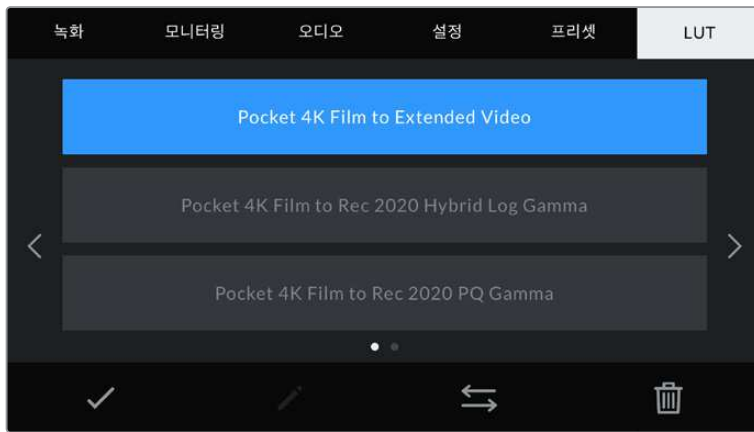 녹화 모니터링 오디오 설정 프리셋 LUT
Pocket 4K Film to Extended Video
Pocket 4K Film to Rec 2020 Hybrid Log Gamma
Pocket 4K Film to Rec 2020 PQ Gamma